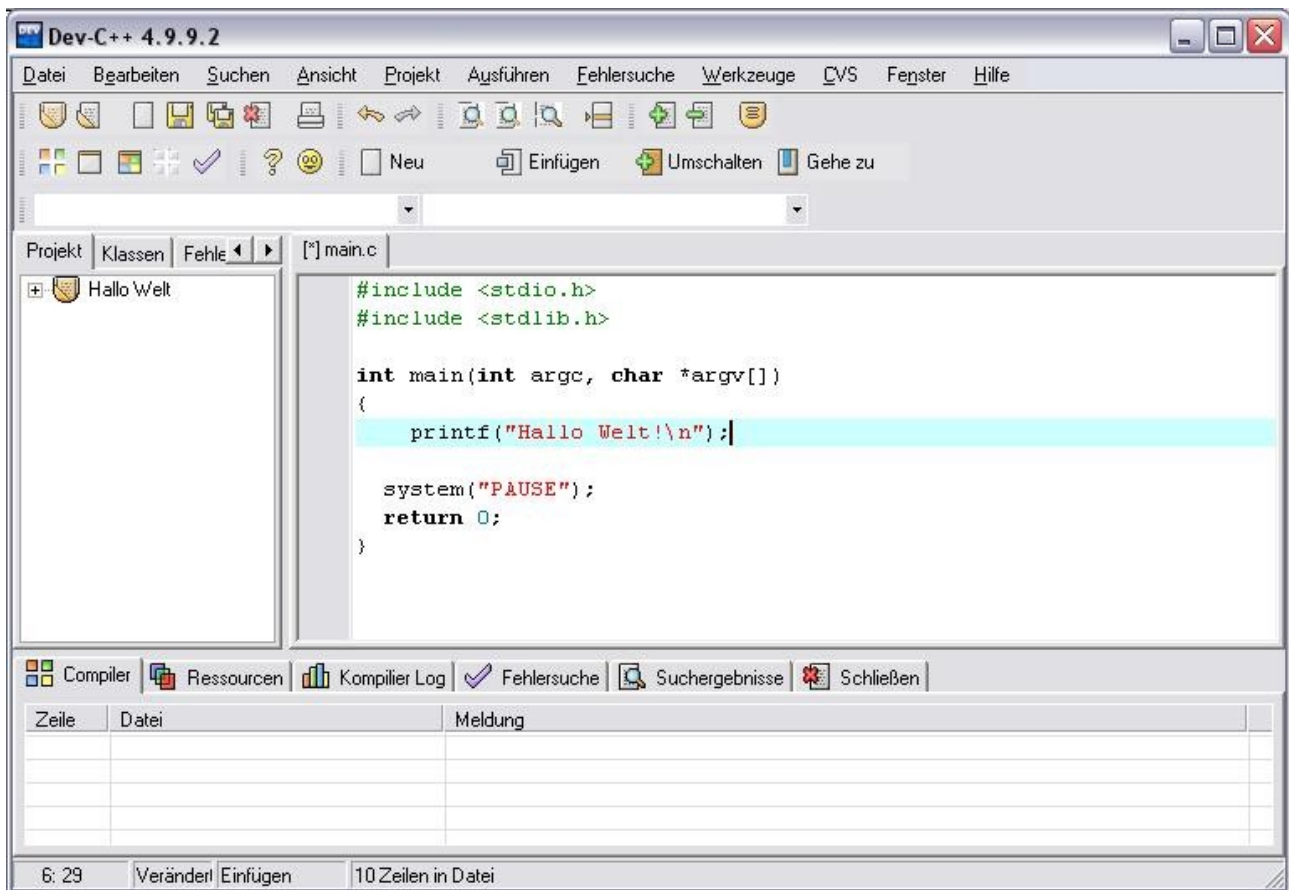 Dev-C++ 4.9.9.2
Datei Bearbeiten Suchen Ansicht Projekt Ausführen Fehlersuche Werkzeuge CVS Fenster Hilfe
Neu Einfügen Umschalten Gehe zu
Projekt Klassen Fehle [*] main.c
Hallo Welt
#include <stdio.h>
#include <stdlib.h>
int main(int argc, char *argv[])
{
printf("Hallo Welt!\n");
system("PAUSE");
return 0;
}
Compiler Ressourcen Kompilier Log Fehlersuche Suchergebnisse Schließen
Zeile Datei Meldung
6: 29 Verändert Einfügen 10 Zeilen in Datei